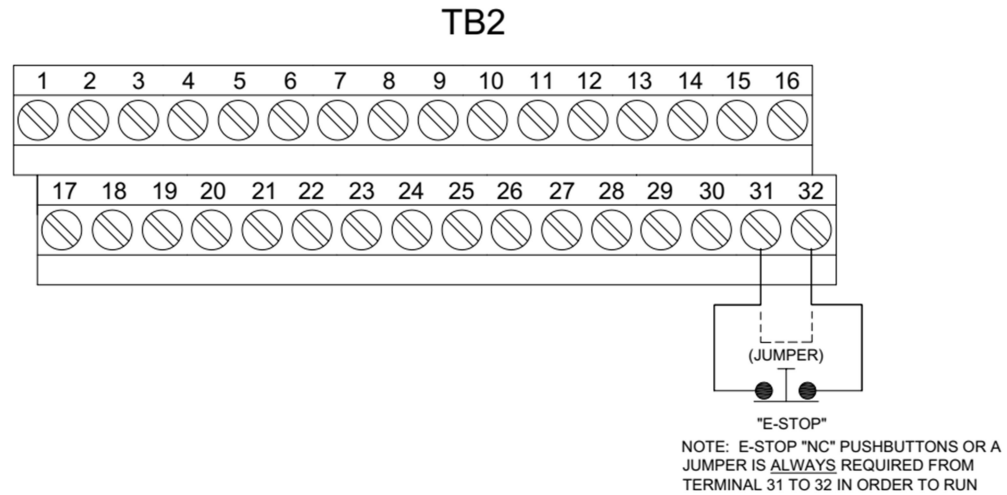 TB2
1 2 3 4 5 6 7 8 9 10 11 12 13 14 15 16
17 18 19 20 21 22 23 24 25 26 27 28 29 30 31 32
(JUMPER)
"E-STOP"
NOTE: E-STOP "NC" PUSHBUTTONS OR A
JUMPER IS ALWAYS REQUIRED FROM
TERMINAL 31 TO 32 IN ORDER TO RUN